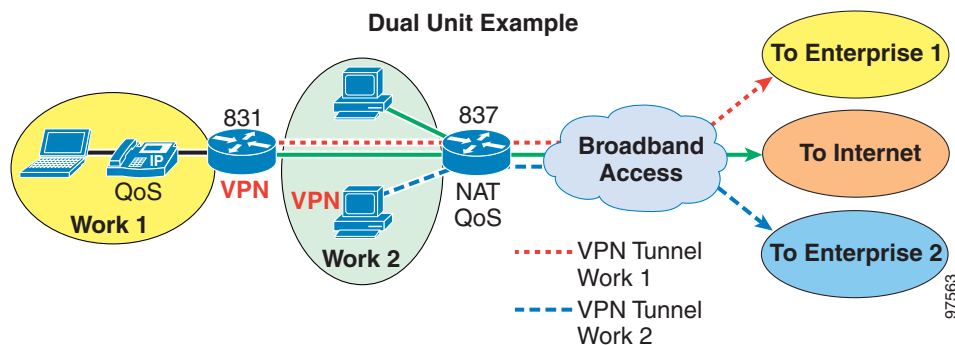 Dual Unit Example
To Enterprise 1
831
837
IP
QoS
VPN
VPN
NAT
QoS
Broadband
Access
To Internet
Work 1
Work 2
To Enterprise 2
VPN Tunnel
Work 1
VPN Tunnel
Work 2
97563